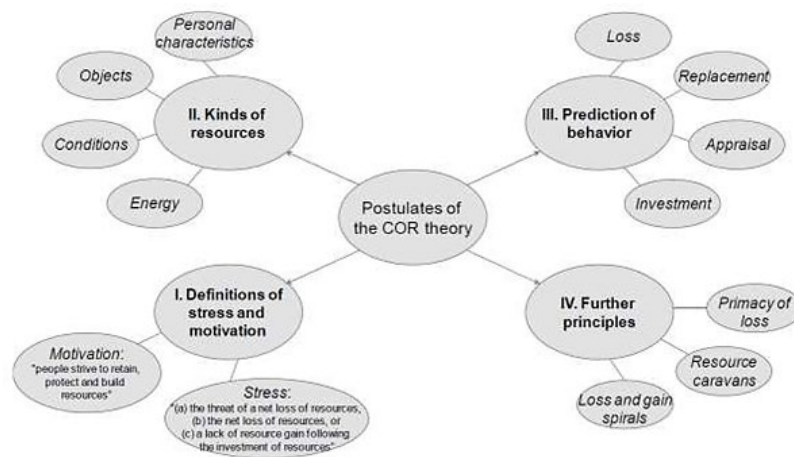 Personal
characteristics
Objects
II. Kinds of
resources
Conditions
Energy
Loss
Replacement
III. Prediction of
behavior
Appraisal
Investment
Postulates of
the COR theory
I. Definitions of
stress and
motivation
Motivation:
"people strive to retain,
protect and build
resources"
Stress:
"(a) the threat of a net loss of resources,
(b) the net loss of resources, or
(c) a lack of resource gain following
the investment of resources"
IV. Further
principles
Primacy of
loss
Resource
caravans
Loss and gain
spirals